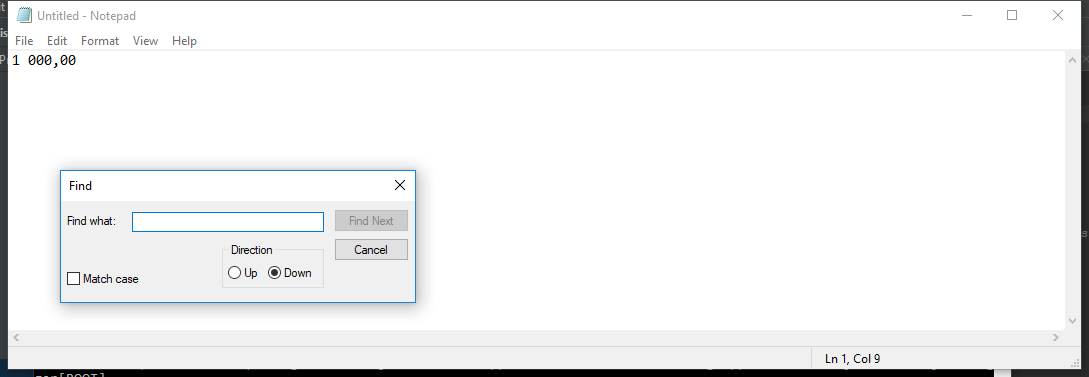 Untitled - Notepad
File Edit Format View Help
1 000,00
Find
Find what:
Find Next
Cancel
Direction
Up Down
Match case
Ln 1, Col 9